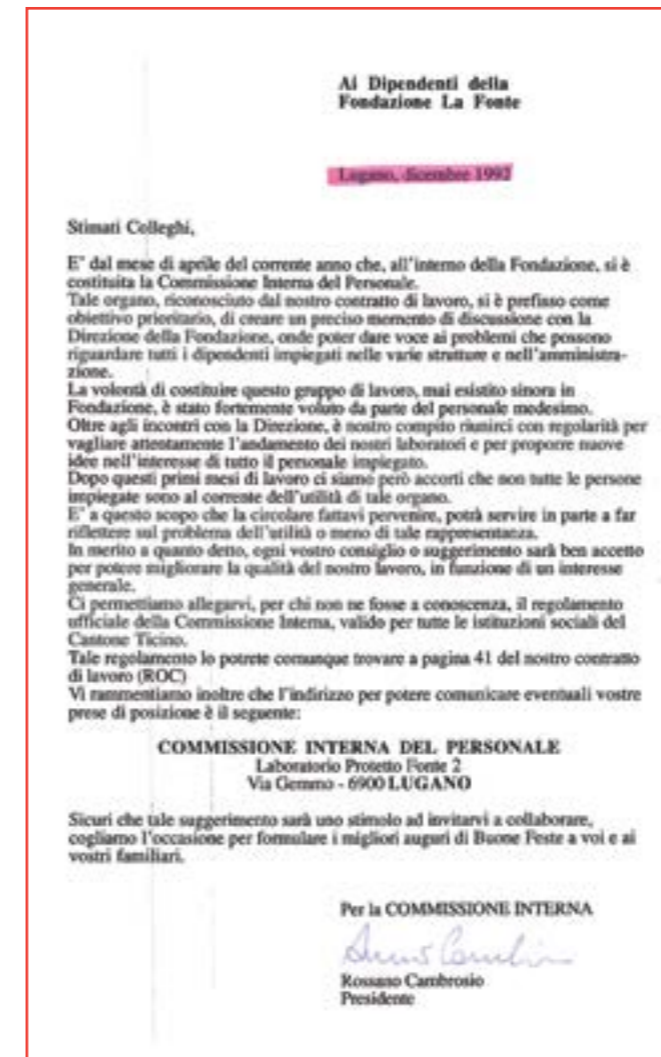 Ai Dipendenti della
Fondazione La Fonte
Lugano, dicembre 1992
Stimati Colleghi,
E' dal mese di aprile del corrente anno che, all'interno della Fondazione, si è
costituita la Commissione Interna del Personale.
Tale organo, riconosciuto dal nostro contratto di lavoro, si è prefisso come
obiettivo prioritario, di creare un preciso momento di discussione con la
Direzione della Fondazione, onde poter dare voce ai problemi che possono
riguardare tutti i dipendenti impiegati nelle varie strutture e nell'amministra-
zione.
La volontà di costituire questo gruppo di lavoro, mai esistito sinora in
Fondazione, è stato fortemente voluto da parte del personale medesimo.
Oltre agli incontri con la Direzione, è nostro compito riunirci con regolarità per
vagliare attentamente l'andamento dei nostri laboratori e per proporre nuove
idee nell'interesse di tutto il personale impiegato.
Dopo questi primi mesi di lavoro ci siamo però accorti che non tutte le persone
impiegate sono al corrente dell'utilità di tale organo.
E' a questo scopo che la circolare fattavi pervenire, potrà servire in parte a far
riflettere sul problema dell'utilità o meno di tale rappresentanza.
In merito a quanto detto, ogni vostro consiglio o suggerimento sarà ben accetto
per potere migliorare la qualità del nostro lavoro, in funzione di un interesse
generale.
Ci permettiamo allegarvi, per chi non ne fosse a conoscenza, il regolamento
ufficiale della Commissione Interna, valido per tutte le istituzioni sociali del
Cantone Ticino.
Tale regolamento lo potrete comunque trovare a pagina 41 del nostro contratto
di lavoro (ROC)
Vi rammentiamo inoltre che l'indirizzo per potere comunicare eventuali vostre
prese di posizione è il seguente:
COMMISSIONE INTERNA DEL PERSONALE
Laboratorio Protetto Fonte 2
Via Gemmo - 6900 LUGANO
Sicuri che tale suggerimento sarà uno stimolo ad invitarvi a collaborare,
cogliamo l'occasione per formulare i migliori auguri di Buone Feste a voi e ai
vostri familiari.
Per la COMMISSIONE INTERNA
Rossano Cambrosio
Presidente